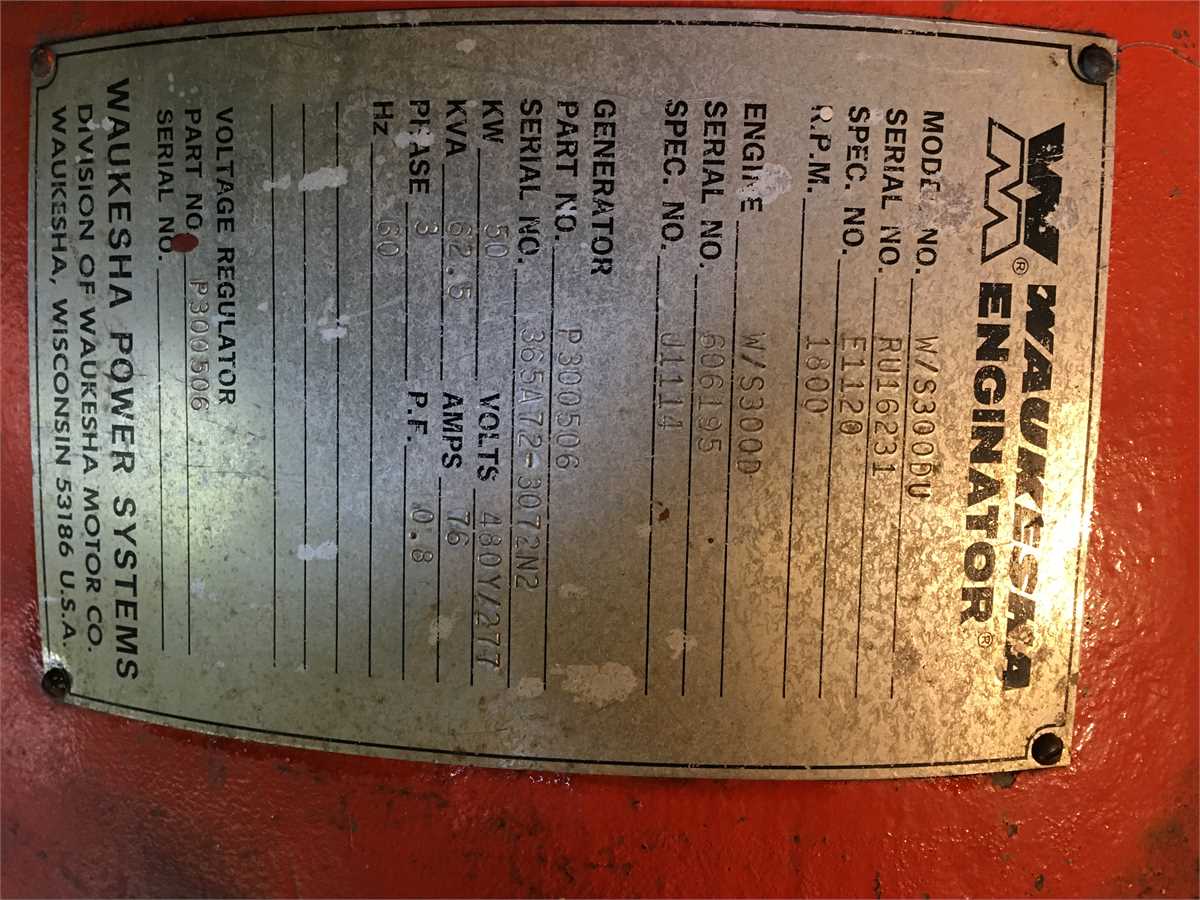 WAUKESHA
® ENGINATOR®
MODEL NO. W/S300DU
SERIAL NO. RU16231
SPEC. NO. E1120
R.P.M. 1800
ENGINE W/S300D
SERIAL NO. 606195
SPEC. NO. U1114
GENERATOR
PART NO. P300506
SERIAL NO. 365A72-3072N2
KW 50 VOLTS 480Y/277
KVA 62.5 AMPS 76
PHASE 3 P.F. 0.8
Hz 60
VOLTAGE REGULATOR
PART NO. P300506
SERIAL NO.
WAUKESHA POWER SYSTEMS
DIVISION OF WAUKESHA MOTOR CO.
WAUKESHA, WISCONSIN 53186 U.S.A.